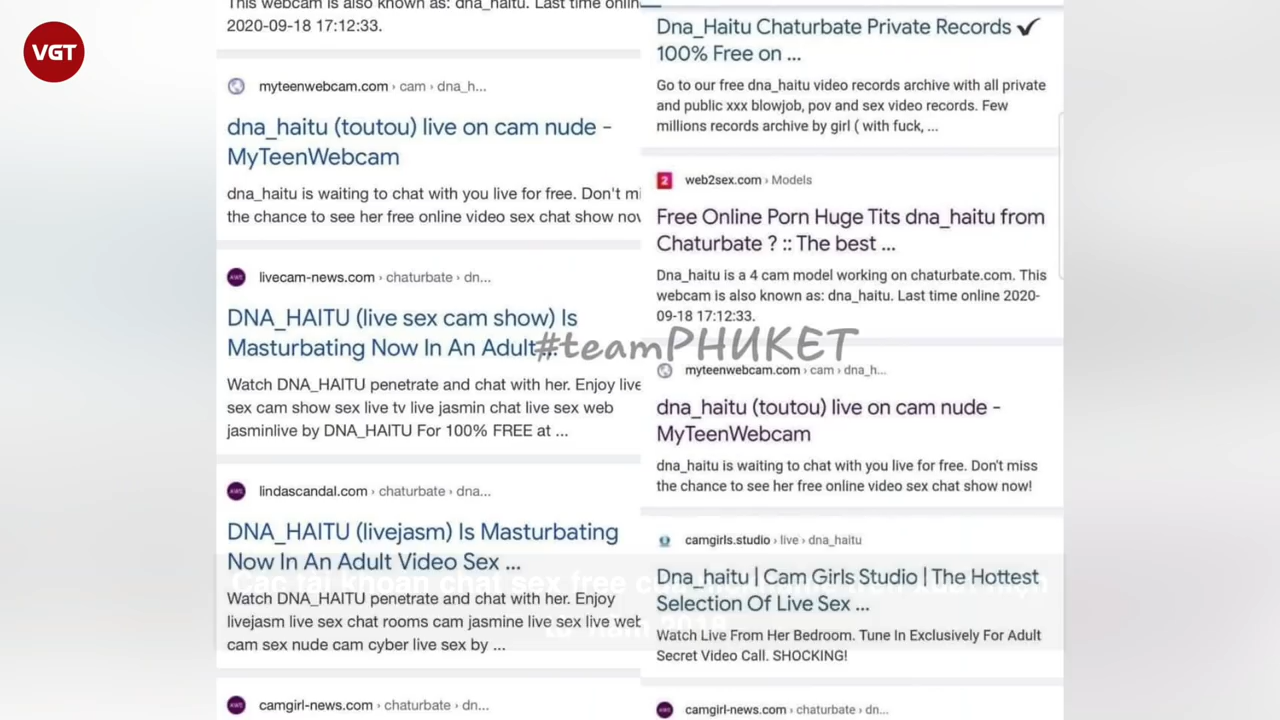 VGT
This webcam is also known as: dna_haitu. Last time onlin
2020-09-18 17:12:33.
myteenwebcam.com › cam › dna_h...
dna_haitu (toutou) live on cam nude -
MyTeenWebcam
dna_haitu is waiting to chat with you live for free. Don't mi
the chance to see her free online video sex chat show nov
livecam-news.com › chaturbate › dn...
DNA_HAITU (live sex cam show) Is
Masturbating Now In An Adult...
Watch DNA_HAITU penetrate and chat with her. Enjoy live
sex cam show sex live tv live jasmin chat live sex web
jasminlive by DNA_HAITU For 100% FREE at ...
lindascandal.com › chaturbate › dna...
DNA_HAITU (livejasm) Is Masturbating
Now In An Adult Video Sex ...
Watch DNA_HAITU penetrate and chat with her. Enjoy
livejasm live sex chat rooms cam jasmine live sex live web
cam sex nude cam cyber live sex by ...
camgirl-news.com › chaturbate › dn...
Dna_Haitu Chaturbate Private Records ✔
100% Free on ...
Go to our free dna_haitu video records archive with all private
and public xxx blowjob, pov and sex video records. Few
millions records archive by girl ( with fuck, ...
web2sex.com › Models
Free Online Porn Huge Tits dna_haitu from
Chaturbate ? :: The best ...
Dna_haitu is a 4 cam model working on chaturbate.com. This
webcam is also known as: dna_haitu. Last time online 2020-
09-18 17:12:33.
#teamPHUKET
myteenwebcam.com › cam › dna_h...
dna_haitu (toutou) live on cam nude -
MyTeenWebcam
dna_haitu is waiting to chat with you live for free. Don't miss
the chance to see her free online video sex chat show now!
camgirls.studio › live › dna_haitu
Dna_haitu | Cam Girls Studio | The Hottest
Selection Of Live Sex ...
Watch Live From Her Bedroom. Tune In Exclusively For Adult
Secret Video Call. SHOCKING!
camgirl-news.com › chaturbate › dn...
Các tài khoản chat sex free